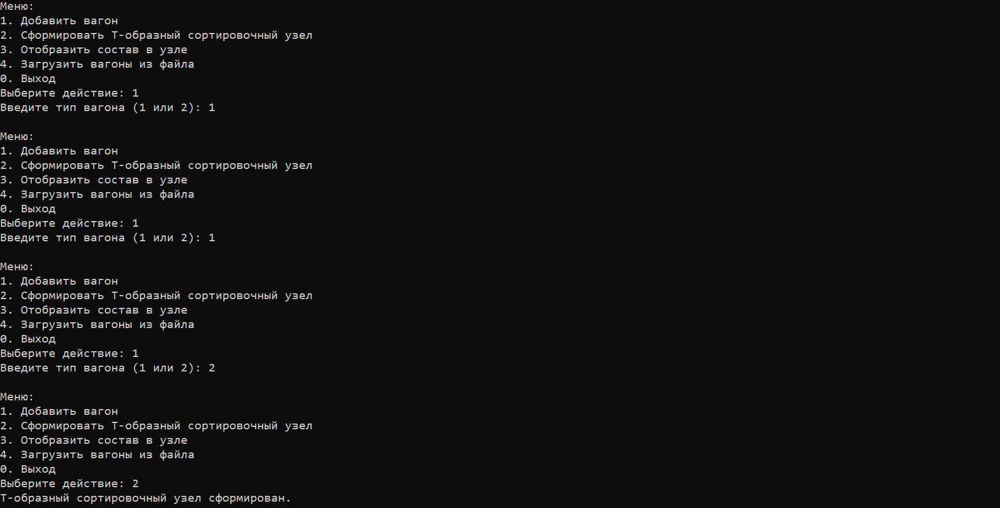 Меню:
1. Добавить вагон
2. Сформировать Т-образный сортировочный узел
3. Отобразить состав в узле
4. Загрузить вагоны из файла
0. Выход
Выберите действие: 1
Введите тип вагона (1 или 2): 1
Меню:
1. Добавить вагон
2. Сформировать Т-образный сортировочный узел
3. Отобразить состав в узле
4. Загрузить вагоны из файла
0. Выход
Выберите действие: 1
Введите тип вагона (1 или 2): 1
Меню:
1. Добавить вагон
2. Сформировать Т-образный сортировочный узел
3. Отобразить состав в узле
4. Загрузить вагоны из файла
0. Выход
Выберите действие: 1
Введите тип вагона (1 или 2): 2
Меню:
1. Добавить вагон
2. Сформировать Т-образный сортировочный узел
3. Отобразить состав в узле
4. Загрузить вагоны из файла
0. Выход
Выберите действие: 2
Т-образный сортировочный узел сформирован.